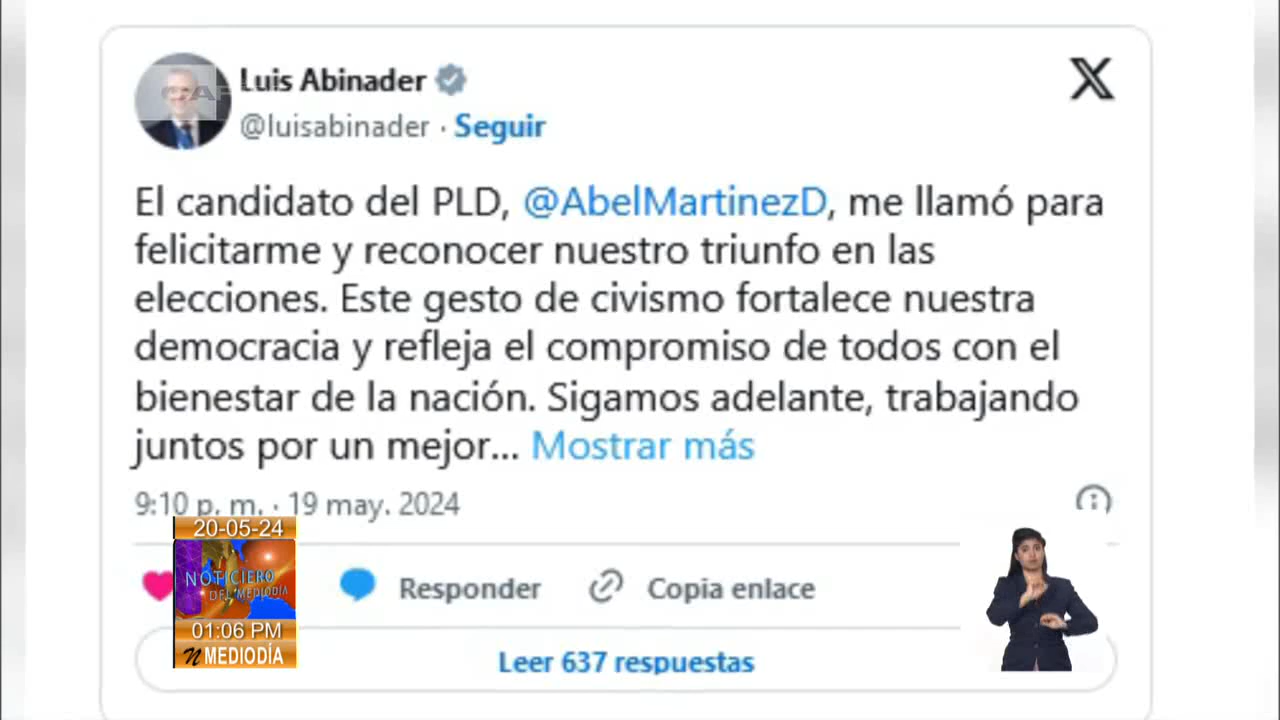 Luis Abinader
@luisabinader · Seguir
El candidato del PLD, @AbelMartinezD, me llamó para
felicitarme y reconocer nuestro triunfo en las
elecciones. Este gesto de civismo fortalece nuestra
democracia y refleja el compromiso de todos con el
bienestar de la nación. Sigamos adelante, trabajando
juntos por un mejor... Mostrar más
9:10 p. m. · 19 may. 2024
20-05-24
NOTICIERO
DEL MEDIODÍA
Responder
Copia enlace
01:06 PM
MEDIODÍA
Leer 637 respuestas